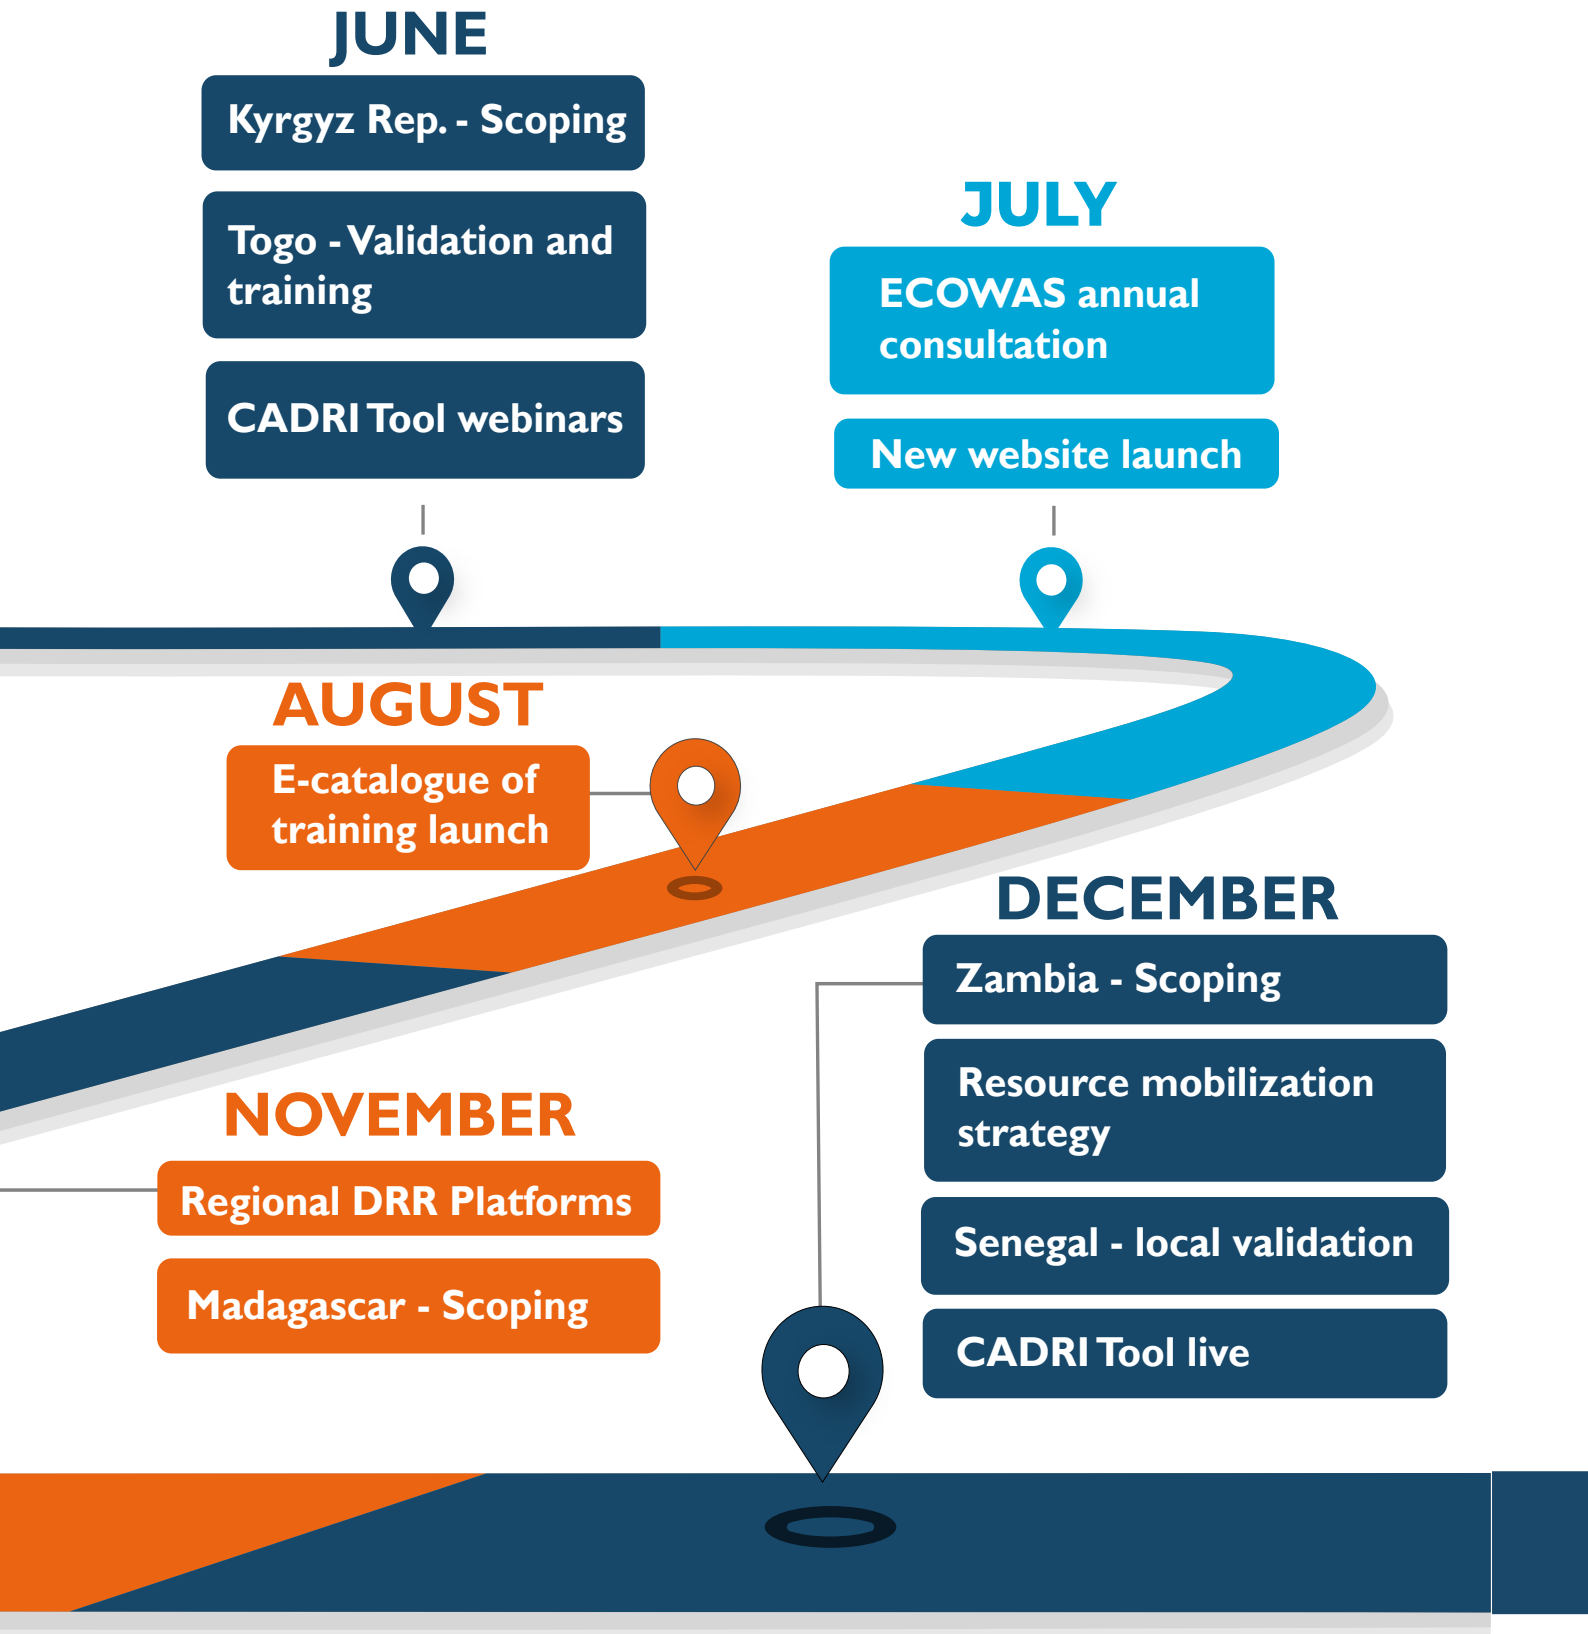 JUNE
Kyrgyz Rep. - Scoping
Togo - Validation and
training
CADRI Tool webinars
JULY
ECOWAS annual
consultation
New website launch
AUGUST
E-catalogue of
training launch
DECEMBER
Zambia - Scoping
Resource mobilization
strategy
Senegal - local validation
CADRI Tool live
NOVEMBER
Regional DRR Platforms
Madagascar - Scoping